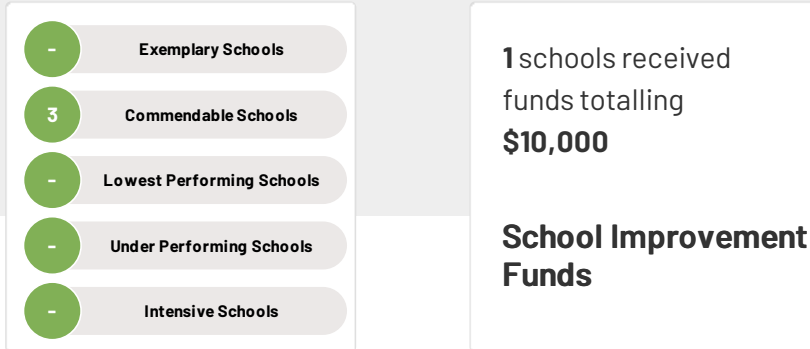 - Exemplary Schools
3 Commendable Schools
- Lowest Performing Schools
- Under Performing Schools
- Intensive Schools
1 schools received
funds totalling
$10,000
School Improvement
Funds